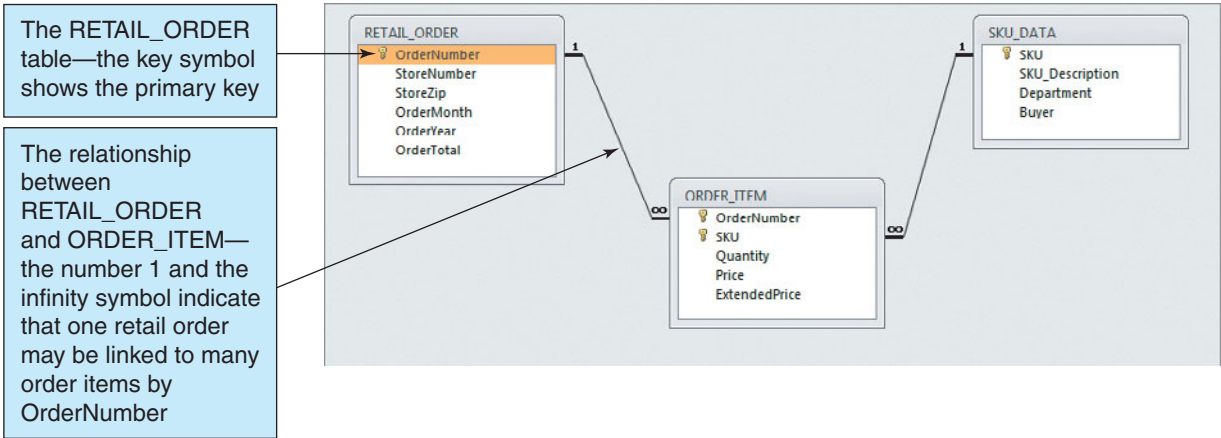 The RETAIL_ORDER
table—the key symbol
shows the primary key
The relationship
between
RETAIL_ORDER
and ORDER_ITEM—
the number 1 and the
infinity symbol indicate
that one retail order
may be linked to many
order items by
OrderNumber
RETAIL_ORDER
OrderNumber
StoreNumber
StoreZip
OrderMonth
OrderYear
OrderTotal
1
∞
ORDER_ITEM
OrderNumber
SKU
Quantity
Price
ExtendedPrice
∞
1
SKU_DATA
SKU
SKU_Description
Department
Buyer